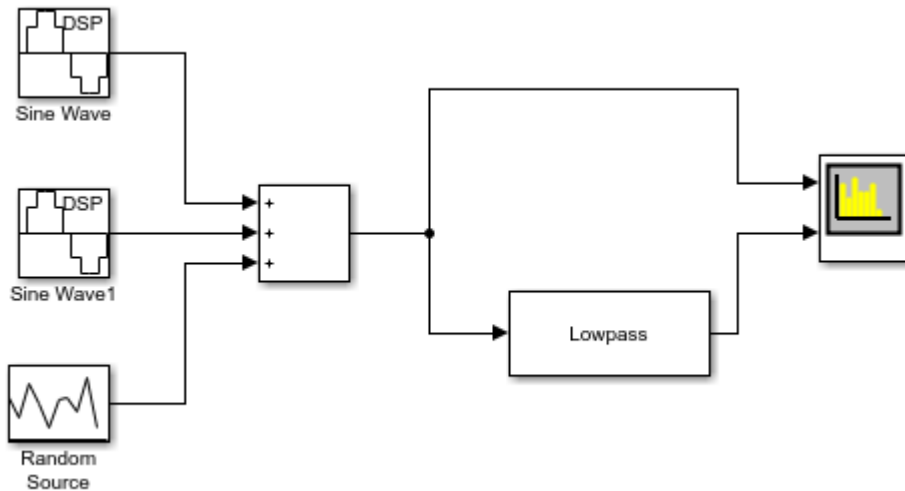 DSP
Sine Wave
DSP
Sine Wave1
+
+
+
Lowpass
Random
Source